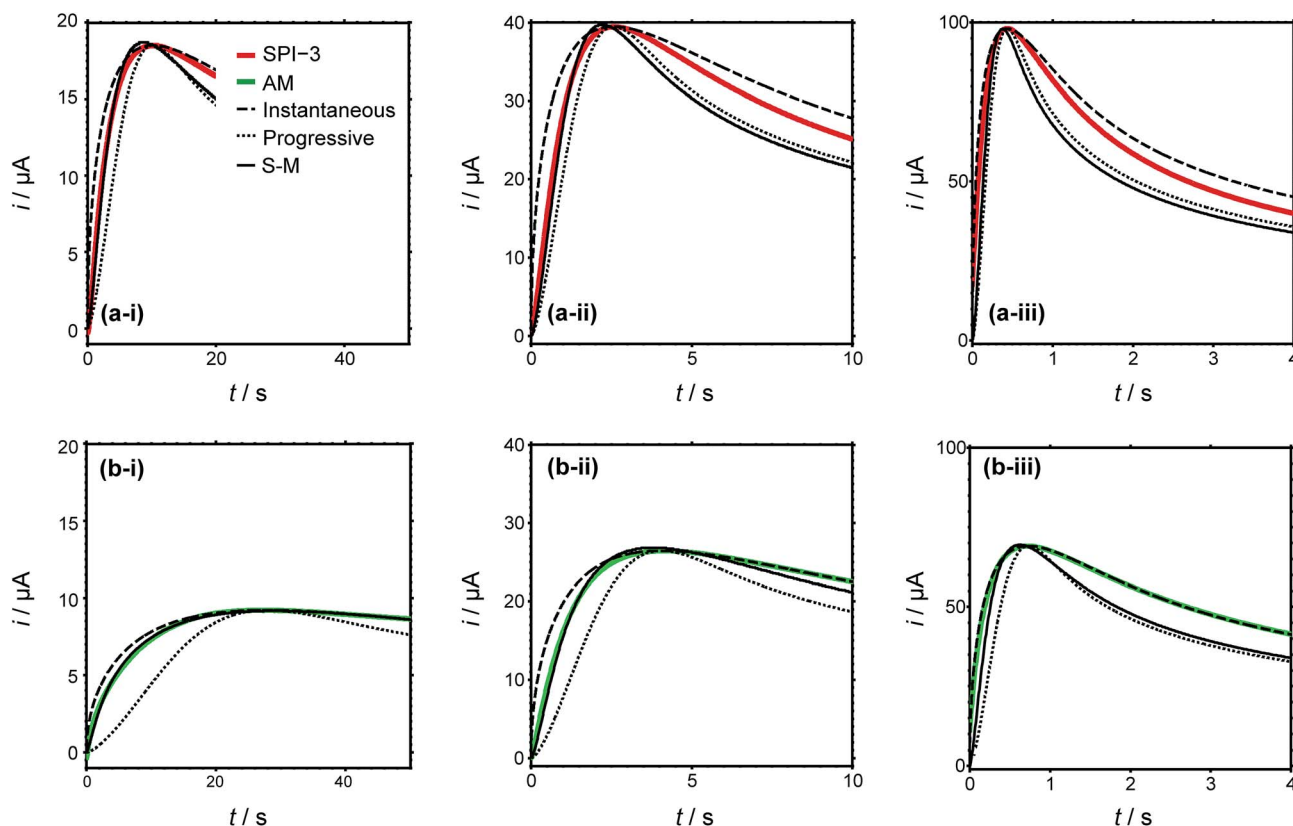 20
15
10
5
0
i / μA
SPI−3
AM
Instantaneous
Progressive
S-M
(a-i)
0
20
40
t / s
40
30
20
10
0
i / μA
(a-ii)
0
5
10
t / s
100
50
0
i / μA
(a-iii)
0
1
2
3
4
t / s
20
15
10
5
0
i / μA
(b-i)
0
20
40
t / s
40
30
20
10
0
i / μA
(b-ii)
0
5
10
t / s
100
50
0
i / μA
(b-iii)
0
1
2
3
4
t / s